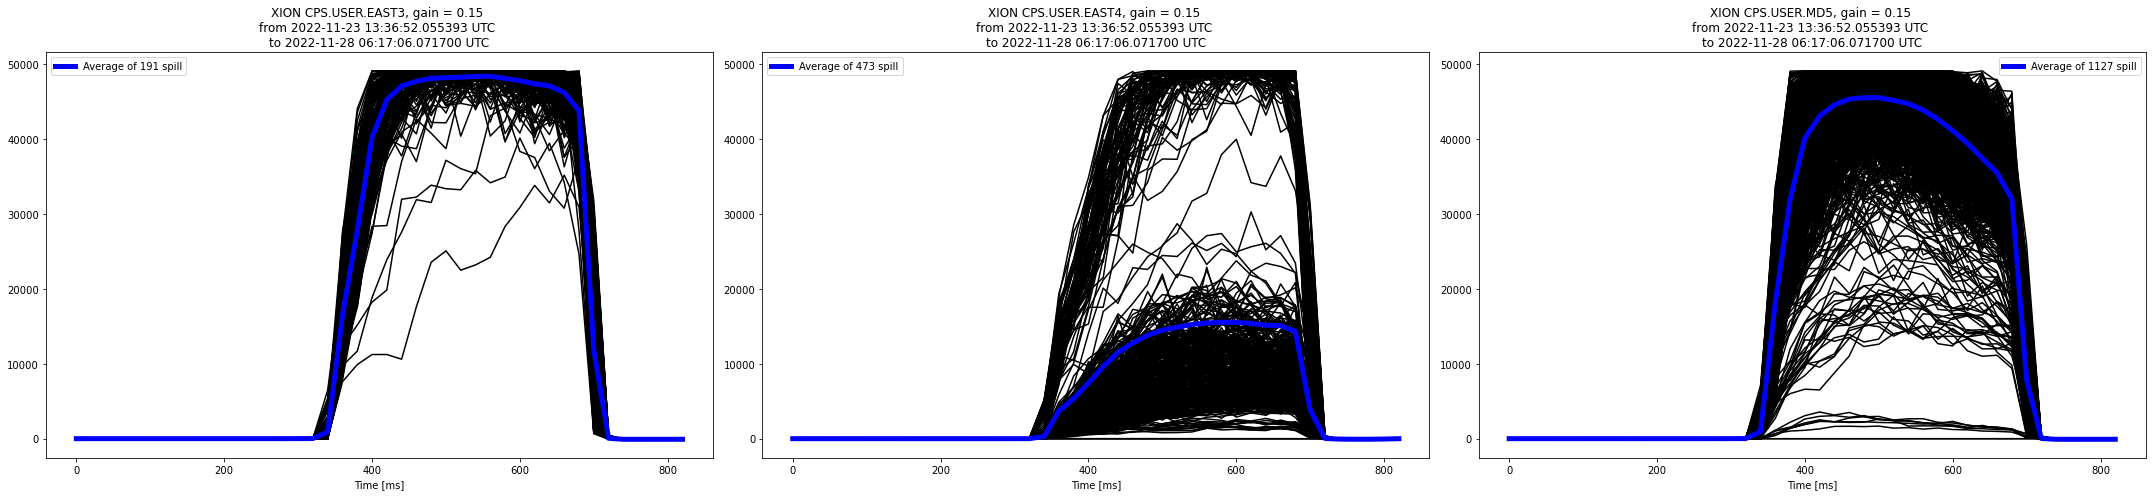 XION CPS.USER.EAST3, gain = 0.15
from 2022-11-23 13:36:52.055393 UTC
to 2022-11-28 06:17:06.071700 UTC
Average of 191 spill
50000
40000
30000
20000
10000
0
0 200 400 600 800
Time [ms]
XION CPS.USER.EAST4, gain = 0.15
from 2022-11-23 13:36:52.055393 UTC
to 2022-11-28 06:17:06.071700 UTC
Average of 473 spill
50000
40000
30000
20000
10000
0
0 200 400 600 800
Time [ms]
XION CPS.USER.MD5, gain = 0.15
from 2022-11-23 13:36:52.055393 UTC
to 2022-11-28 06:17:06.071700 UTC
Average of 1127 spill
50000
40000
30000
20000
10000
0
0 200 400 600 800
Time [ms]